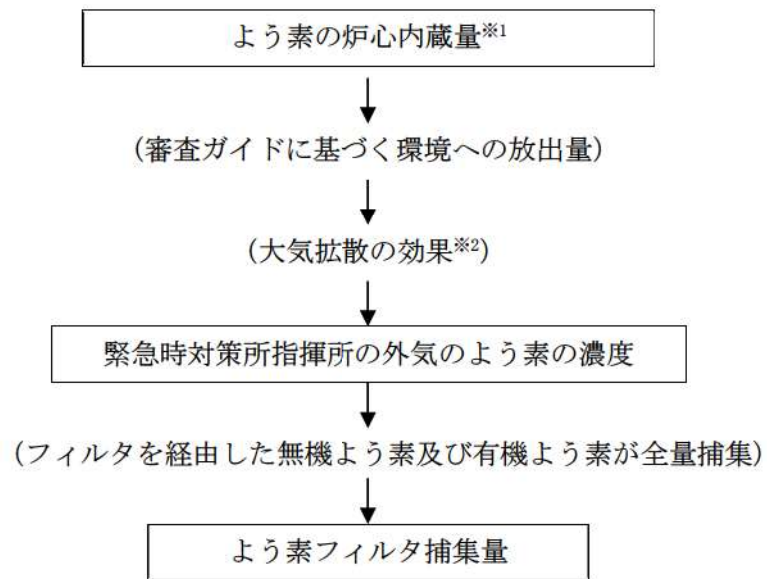 よう素の炉心内蔵量※1
(審査ガイドに基づく環境への放出量)
(大気拡散の効果※2)
緊急時対策所指揮所の外気のよう素の濃度
(フィルタを経由した無機よう素及び有機よう素が全量捕集)
よう素フィルタ捕集量